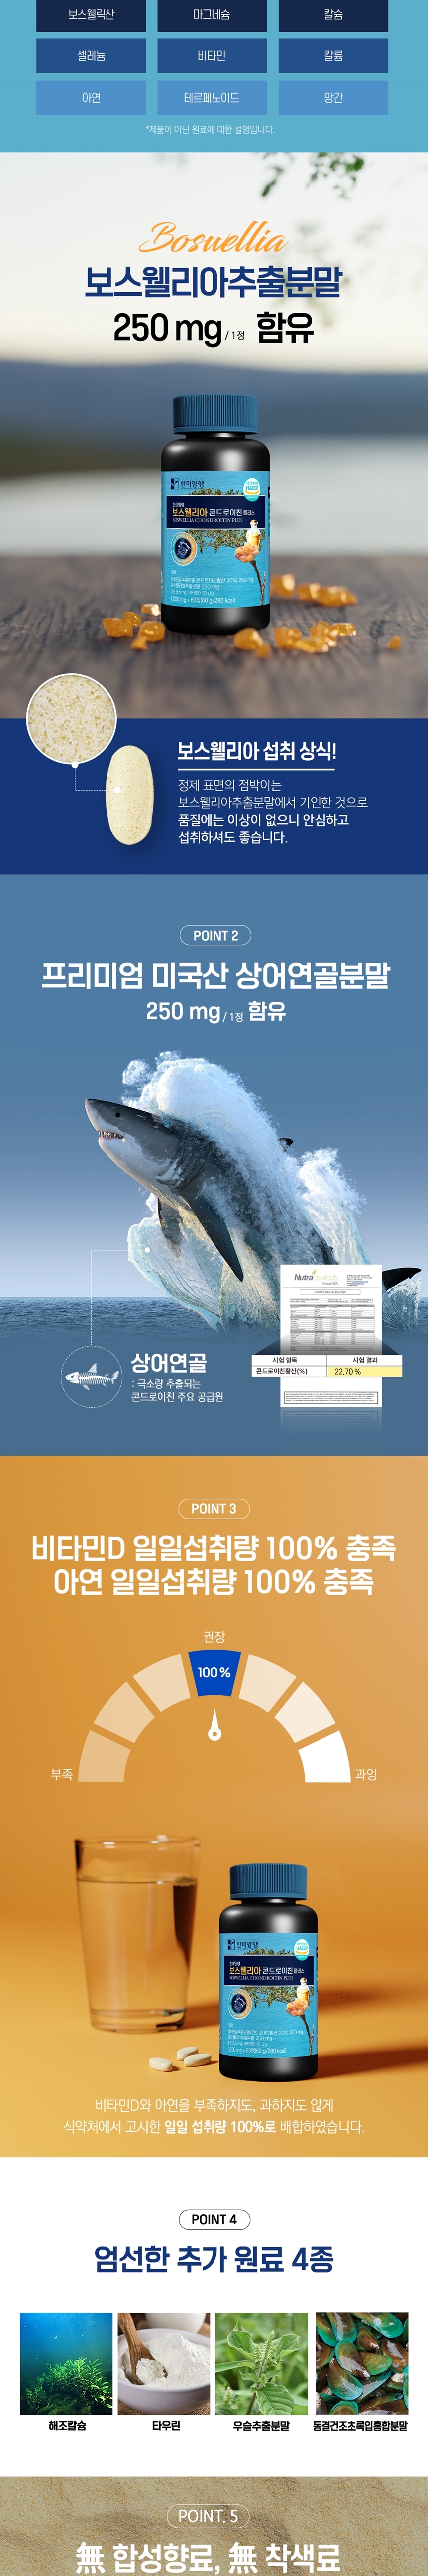 보스웰릭산 마그네슘 칼슘
셀레늄 비타민 칼륨
아연 테르페노이드 망간
*제품이 아닌 원료에 대한 설명입니다.
Boswellia
보스웰리아추출분말
250 mg / 1정 함유
한미양행
보스웰리아 콘드로이친 플러스
BOSWELLIA CHONDROITIN PLUS
보스웰리아 섭취 상식!
정제 표면의 점박이는
보스웰리아추출분말에서 기인한 것으로
품질에는 이상이 없으니 안심하고
섭취하셔도 좋습니다.
POINT 2
프리미엄 미국산 상어연골분말
250 mg / 1정 함유
시험 항목 시험 결과
콘드로이친황산(%) 22.70 %
상어연골
: 극소량 추출되는
콘드로이친 주요 공급원
POINT 3
비타민D 일일섭취량 100% 충족
아연 일일섭취량 100% 충족
권장
100 %
부족 과잉
한미양행
보스웰리아 콘드로이친 플러스
BOSWELLIA CHONDROITIN PLUS
비타민D와 아연을 부족하지도, 과하지도 않게
식약처에서 고시한 일일 섭취량 100%로 배합하였습니다.
POINT 4
엄선한 추가 원료 4종
해조칼슘 타우린 우슬추출분말 동결건조초록입홍합분말
POINT. 5
無 합성향료, 無 착색료